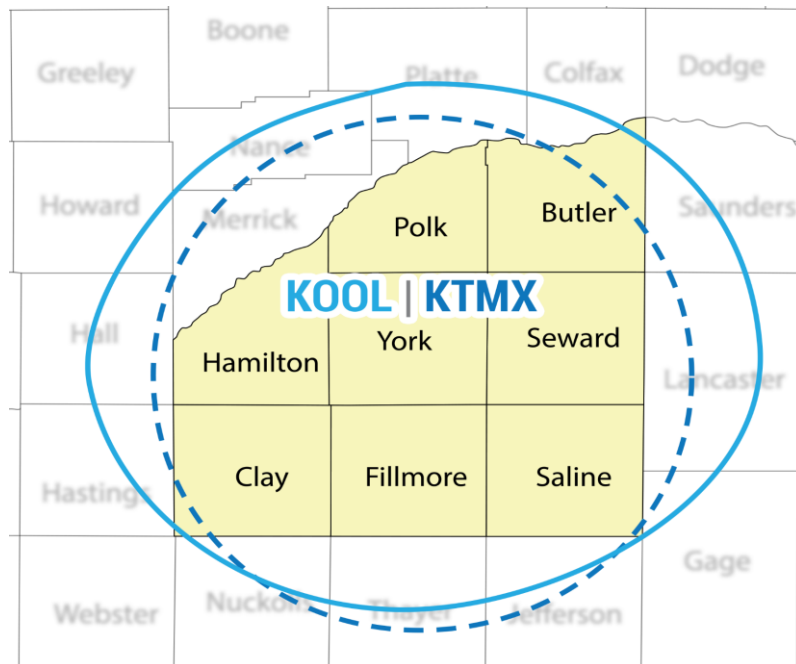 Boone
Greeley
Platte
Colfax
Dodge
Nance
Howard
Merrick
Polk
Butler
Saunders
KOOL | KTMX
Hall
Hamilton
York
Seward
Lancaster
Hastings
Clay
Fillmore
Saline
Gage
Webster
Nuckolls
Thayer
Jefferson